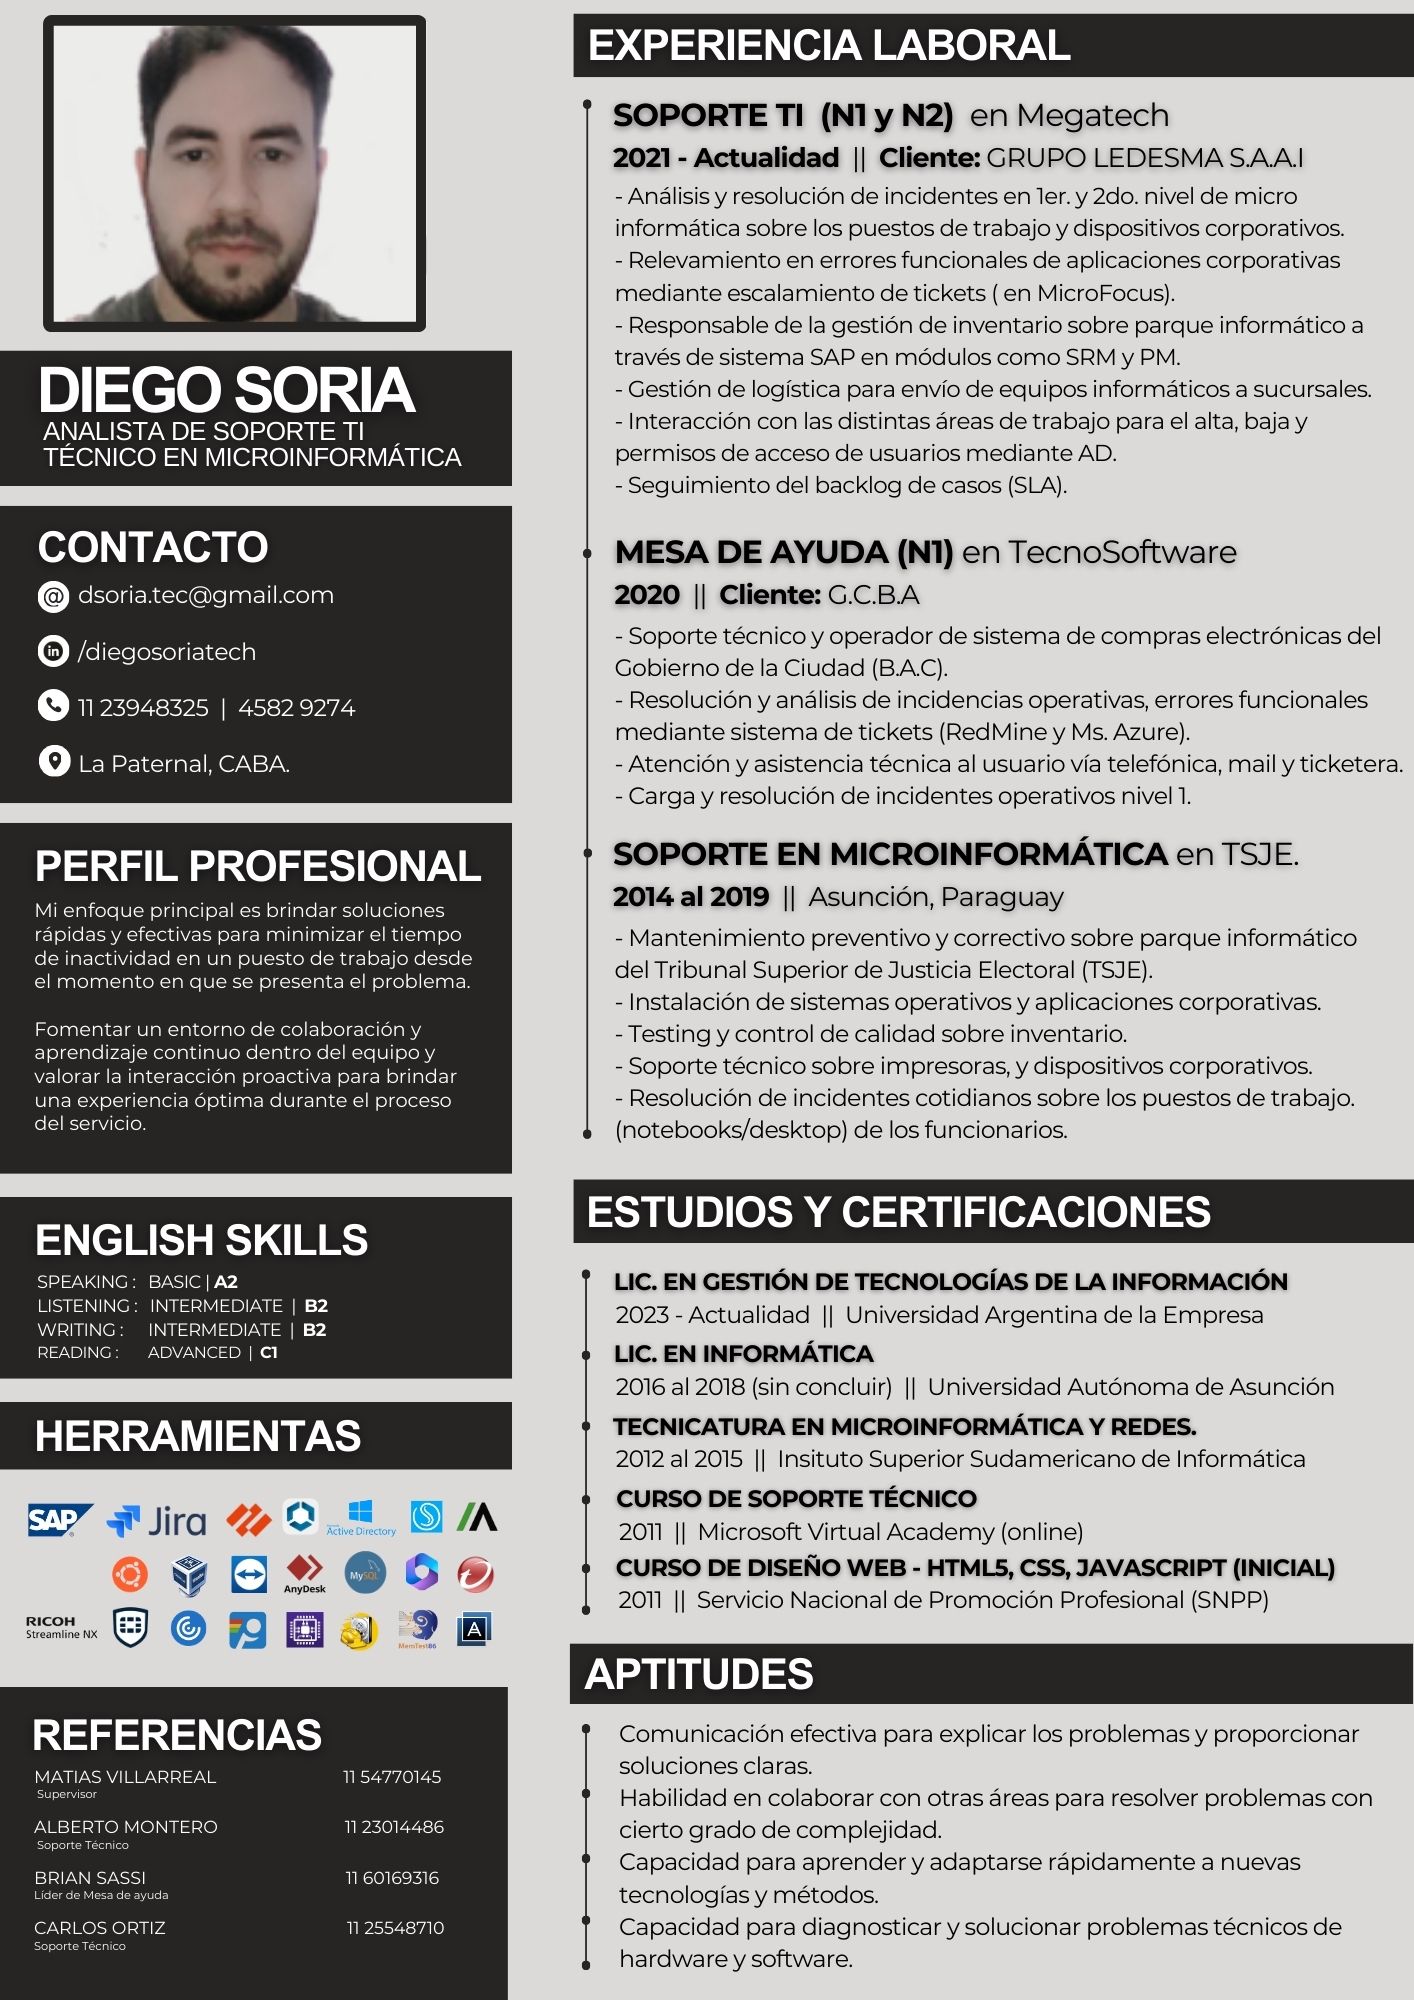 DIEGO SORIA
ANALISTA DE SOPORTE TI
TÉCNICO EN MICROINFORMÁTICA
CONTACTO
dsoria.tec@gmail.com
in /diegosoriatech
11 23948325 | 4582 9274
La Paternal, CABA.
PERFIL PROFESIONAL
Mi enfoque principal es brindar soluciones
rápidas y efectivas para minimizar el tiempo
de inactividad en un puesto de trabajo desde
el momento en que se presenta el problema.
Fomentar un entorno de colaboración y
aprendizaje continuo dentro del equipo y
valorar la interacción proactiva para brindar
una experiencia óptima durante el proceso
del servicio.
ENGLISH SKILLS
SPEAKING : BASIC | A2
LISTENING : INTERMEDIATE | B2
WRITING : INTERMEDIATE | B2
READING : ADVANCED | C1
HERRAMIENTAS
SAP Jira Active Directory
AnyDesk MySQL
RICOH
Streamline NX MemTest86 A
REFERENCIAS
MATIAS VILLARREAL 11 54770145
Supervisor
ALBERTO MONTERO 11 23014486
Soporte Técnico
BRIAN SASSI 11 60169316
Líder de Mesa de ayuda
CARLOS ORTIZ 11 25548710
Soporte Técnico
EXPERIENCIA LABORAL
SOPORTE TI (N1 y N2) en Megatech
2021 - Actualidad || Cliente: GRUPO LEDESMA S.A.A.I
- Análisis y resolución de incidentes en 1er. y 2do. nivel de micro
informática sobre los puestos de trabajo y dispositivos corporativos.
- Relevamiento en errores funcionales de aplicaciones corporativas
mediante escalamiento de tickets ( en MicroFocus).
- Responsable de la gestión de inventario sobre parque informático a
través de sistema SAP en módulos como SRM y PM.
- Gestión de logística para envío de equipos informáticos a sucursales.
- Interacción con las distintas áreas de trabajo para el alta, baja y
permisos de acceso de usuarios mediante AD.
- Seguimiento del backlog de casos (SLA).
MESA DE AYUDA (N1) en TecnoSoftware
2020 || Cliente: G.C.B.A
- Soporte técnico y operador de sistema de compras electrónicas del
Gobierno de la Ciudad (B.A.C).
- Resolución y análisis de incidencias operativas, errores funcionales
mediante sistema de tickets (RedMine y Ms. Azure).
- Atención y asistencia técnica al usuario vía telefónica, mail y ticketera.
- Carga y resolución de incidentes operativos nivel 1.
SOPORTE EN MICROINFORMÁTICA en TSJE.
2014 al 2019 || Asunción, Paraguay
- Mantenimiento preventivo y correctivo sobre parque informático
del Tribunal Superior de Justicia Electoral (TSJE).
- Instalación de sistemas operativos y aplicaciones corporativas.
- Testing y control de calidad sobre inventario.
- Soporte técnico sobre impresoras, y dispositivos corporativos.
- Resolución de incidentes cotidianos sobre los puestos de trabajo.
(notebooks/desktop) de los funcionarios.
ESTUDIOS Y CERTIFICACIONES
LIC. EN GESTIÓN DE TECNOLOGÍAS DE LA INFORMACIÓN
2023 - Actualidad || Universidad Argentina de la Empresa
LIC. EN INFORMÁTICA
2016 al 2018 (sin concluir) || Universidad Autónoma de Asunción
TECNICATURA EN MICROINFORMÁTICA Y REDES.
2012 al 2015 || Insituto Superior Sudamericano de Informática
CURSO DE SOPORTE TÉCNICO
2011 || Microsoft Virtual Academy (online)
CURSO DE DISEÑO WEB - HTML5, CSS, JAVASCRIPT (INICIAL)
2011 || Servicio Nacional de Promoción Profesional (SNPP)
APTITUDES
Comunicación efectiva para explicar los problemas y proporcionar
soluciones claras.
Habilidad en colaborar con otras áreas para resolver problemas con
cierto grado de complejidad.
Capacidad para aprender y adaptarse rápidamente a nuevas
tecnologías y métodos.
Capacidad para diagnosticar y solucionar problemas técnicos de
hardware y software.